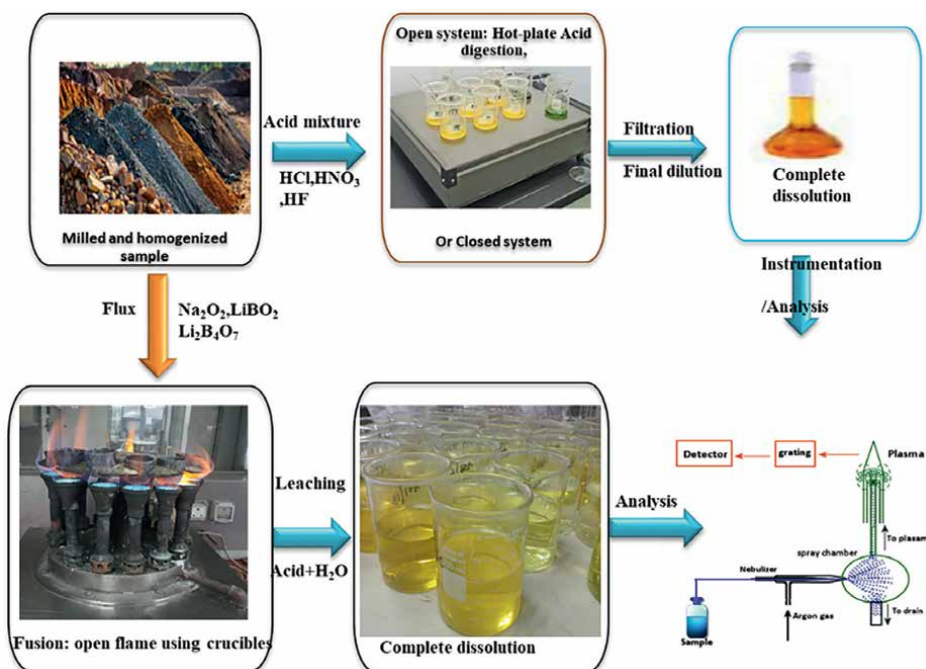 Milled and homogenized
sample
Acid mixture
HCl,HNO₃
,HF
Open system: Hot-plate Acid
digestion,
Or Closed system
Filtration
Final dilution
Complete
dissolution
Instrumentation
/Analysis
Flux
Na₂O₂,LiBO₂
Li₂B₄O₇
Fusion: open flame using crucibles
Leaching
Acid+H₂O
Complete dissolution
Analysis
Detector
grating
Plasma
To plasam
spray chamber
Nebulizer
Argon gas
To drain
Sample